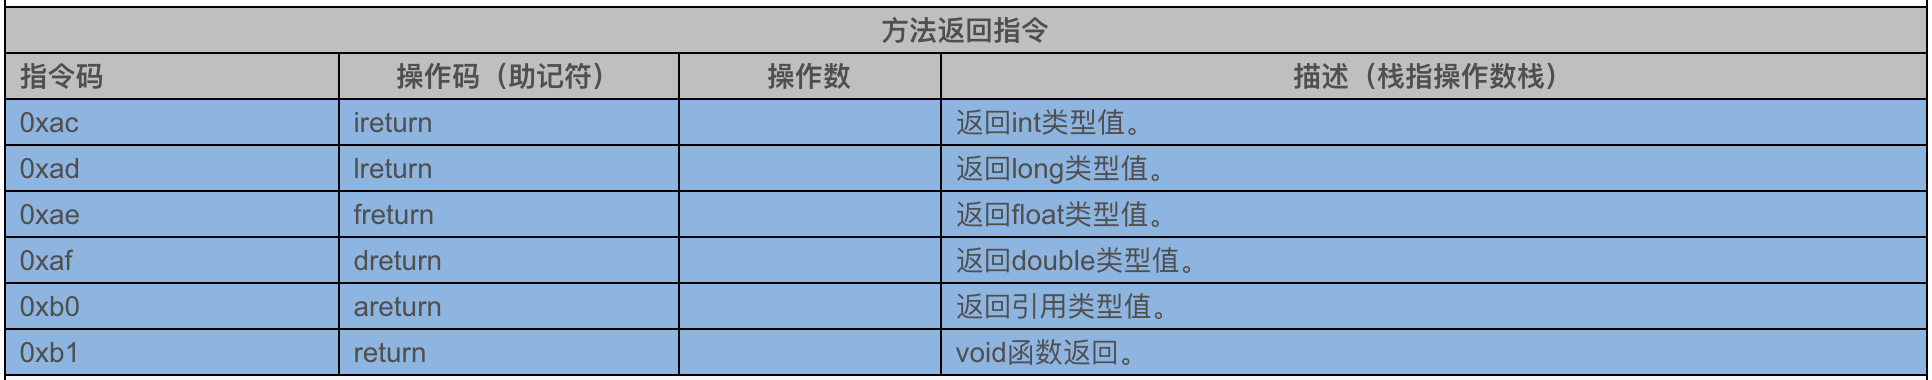 方法返回指令
指令码 操作码（助记符） 操作数 描述（栈指操作数栈）
0xac ireturn 返回int类型值。
0xad lreturn 返回long类型值。
0xae freturn 返回float类型值。
0xaf dreturn 返回double类型值。
0xb0 areturn 返回引用类型值。
0xb1 return void函数返回。